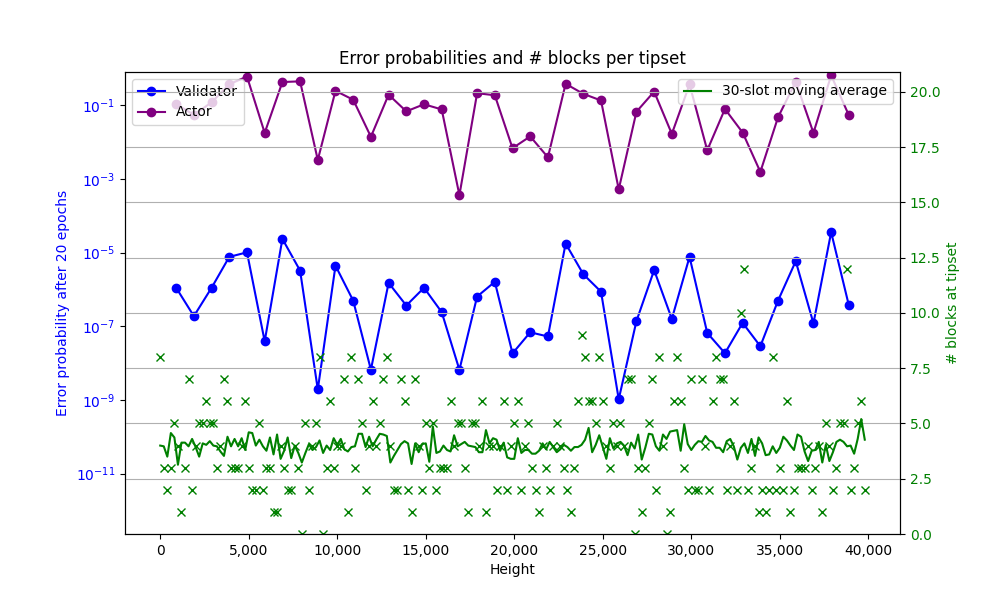 Error probabilities and # blocks per tipset
Validator
Actor
30-slot moving average
Error probability after 20 epochs
10⁻¹
10⁻³
10⁻⁵
10⁻⁷
10⁻⁹
10⁻¹¹
20.0
17.5
15.0
12.5
10.0
7.5
5.0
2.5
0.0
# blocks at tipset
0 5,000 10,000 15,000 20,000 25,000 30,000 35,000 40,000
Height